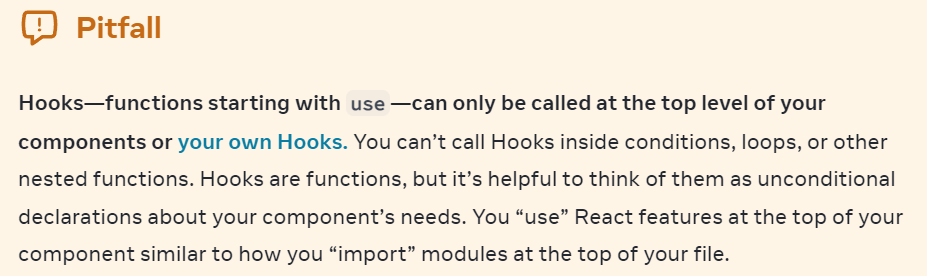 Pitfall
Hooks—functions starting with use—can only be called at the top level of your
components or your own Hooks. You can’t call Hooks inside conditions, loops, or other
nested functions. Hooks are functions, but it’s helpful to think of them as unconditional
declarations about your component’s needs. You “use” React features at the top of your
component similar to how you “import” modules at the top of your file.